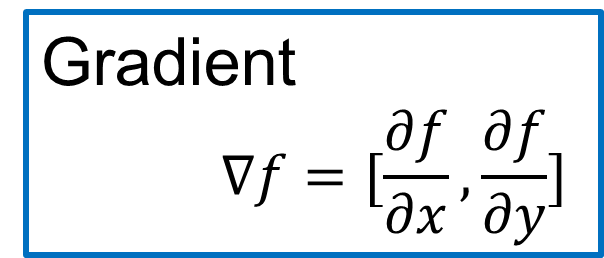 Gradient
∇f = [∂f/∂x, ∂f/∂y]